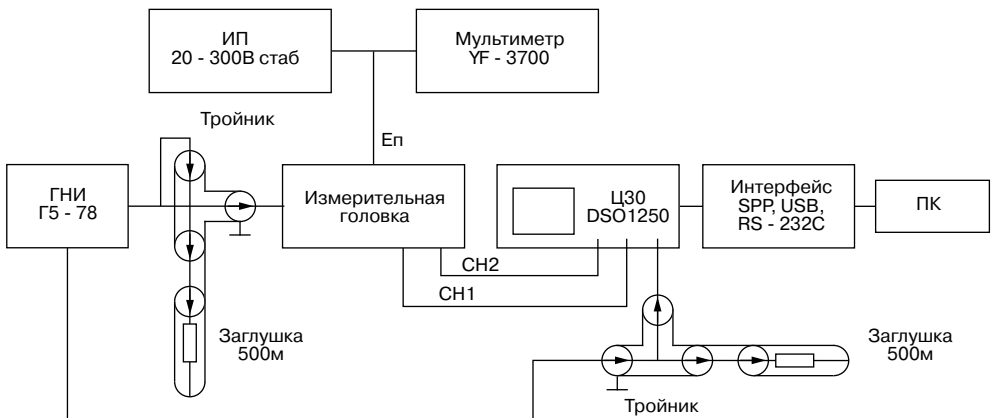 ИП
20 - 300В стаб
Мультиметр
YF - 3700
Тройник
Еп
ГНИ
Г5 - 78
Измерительная
головка
ЦЗ0
DSO1250
Интерфейс
SPP, USB,
RS - 232C
ПК
CH2
CH1
Заглушка
500м
Заглушка
500м
Тройник